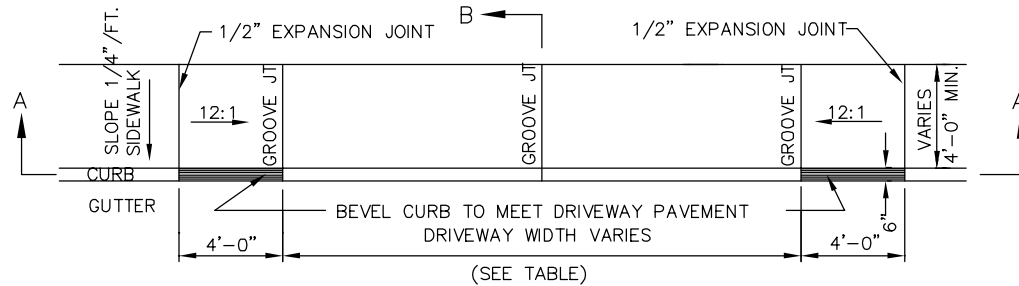 B
1/2" EXPANSION JOINT
1/2" EXPANSION JOINT
A
SLOPE 1/4"/FT.
SIDEWALK
12:1
GROOVE JT
GROOVE JT
GROOVE JT
12:1
VARIES
4'-0" MIN.
A
CURB
GUTTER
BEVEL CURB TO MEET DRIVEWAY PAVEMENT
DRIVEWAY WIDTH VARIES
4'-0"
4'-0"
6"
(SEE TABLE)